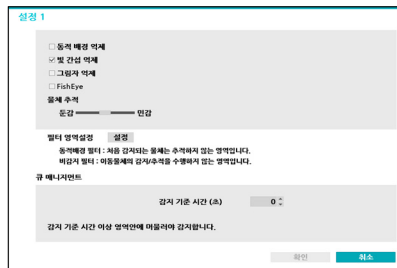 설정 1
동적 배경 억제
빛 간섭 억제
그림자 억제
FishEye
물체 추적
둔감 민감
필터 영역설정 설정
동적배경 필터 : 처음 감지되는 물체는 추적하지 않는 영역입니다.
비감지 필터 : 이동물체의 감지/추적을 수행하지 않는 영역입니다.
큐 매니지먼트
감지 기준 시간 (초) 0
감지 기준 시간 이상 영역안에 머물러야 감지합니다.
확인 취소